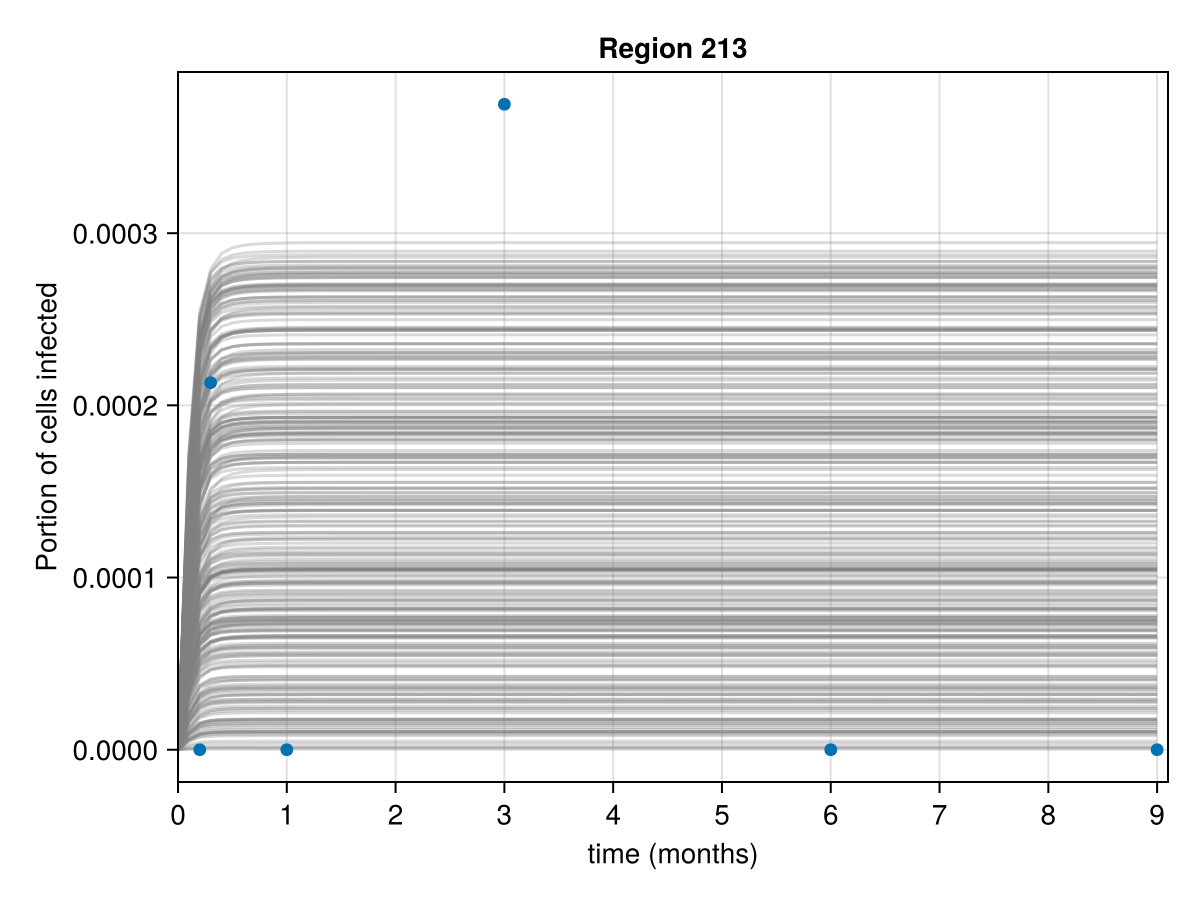 Region 213
Portion of cells infected
0.0003
0.0002
0.0001
0.0000
0 1 2 3 4 5 6 7 8 9
time (months)